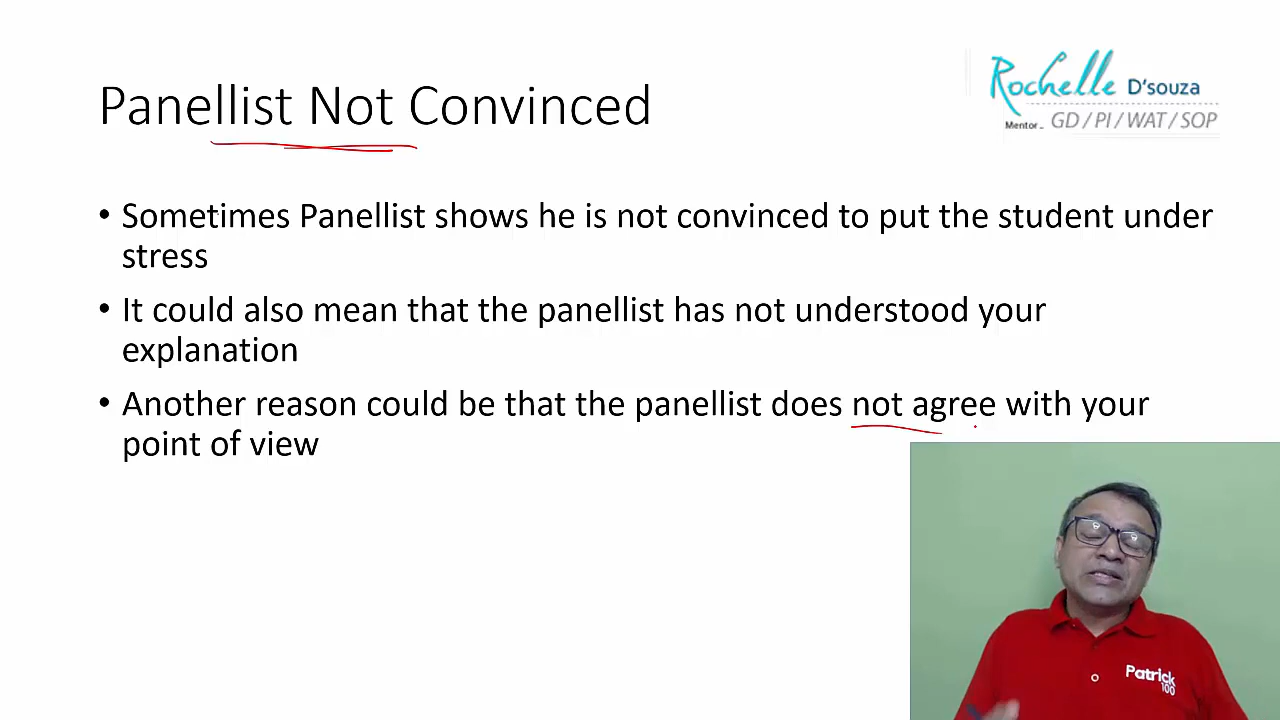 Panellist Not Convinced
Rochelle D'souza
Mentor.. GD / PI / WAT / SOP
• Sometimes Panellist shows he is not convinced to put the student under
stress
• It could also mean that the panellist has not understood your
explanation
• Another reason could be that the panellist does not agree with your
point of view
Patrick
100